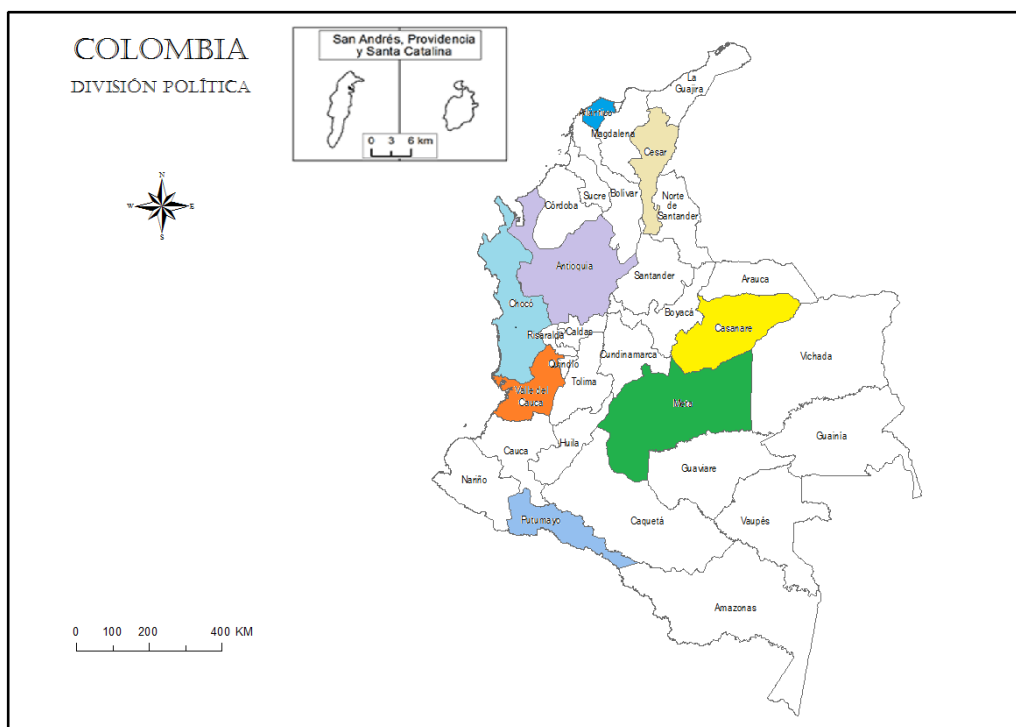 COLOMBIA
DIVISIÓN POLÍTICA
San Andrés, Providencia
y Santa Catalina
0 3 6 km
N
W E
S
La
Guajira
Atlántico
Magdalena
Cesar
Sucre
Bolívar
Norte
de
Santander
Córdoba
Antioquia
Santander
Arauca
Chocó
Boyacá
Casanare
Risaralda
Caldas
Cundinamarca
Vichada
Quindío
Tolima
Valle del
Cauca
Meta
Guainía
Huila
Cauca
Guaviare
Nariño
Putumayo
Caquetá
Vaupés
Amazonas
0 100 200 400 KM